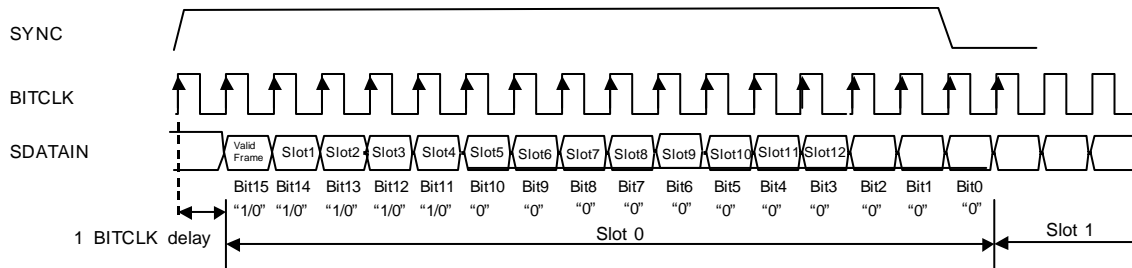 SYNC
BITCLK
SDATAIN
Valid Frame Slot1 Slot2 Slot3 Slot4 Slot5 Slot6 Slot7 Slot8 Slot9 Slot10 Slot11 Slot12
Bit15 Bit14 Bit13 Bit12 Bit11 Bit10 Bit9 Bit8 Bit7 Bit6 Bit5 Bit4 Bit3 Bit2 Bit1 Bit0
“1/0” “1/0” “1/0” “1/0” “1/0” “0” “0” “0” “0” “0” “0” “0” “0” “0” “0” “0”
1 BITCLK delay Slot 0 Slot 1